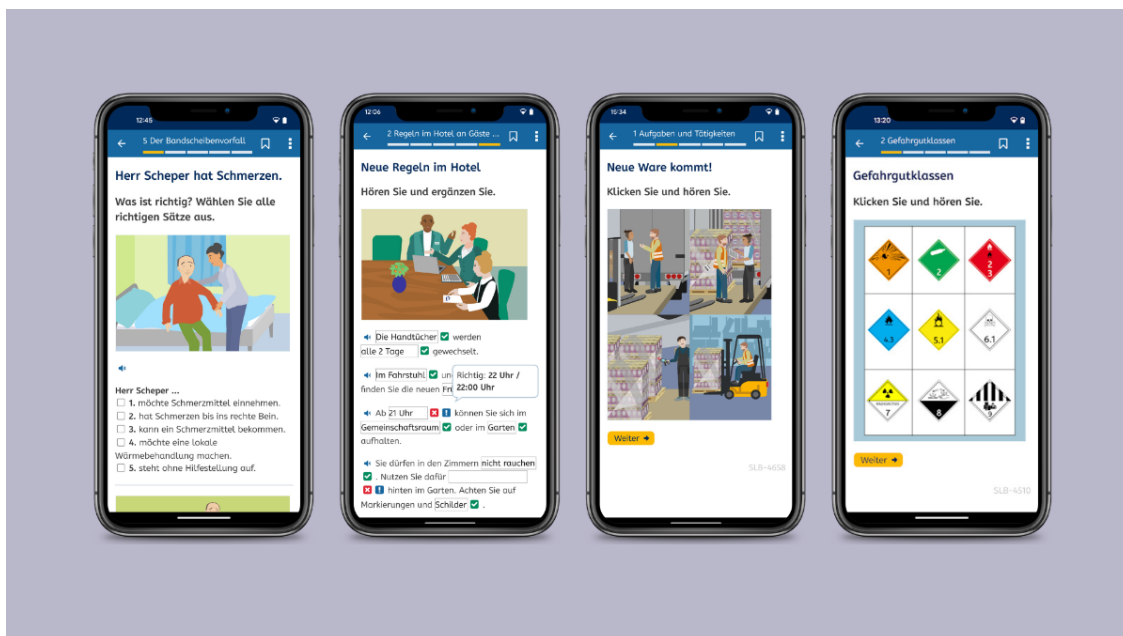 12:45
5 Der Bandscheibenvorfall
Herr Scheper hat Schmerzen.
Was ist richtig? Wählen Sie alle
richtigen Sätze aus.
Herr Scheper ...
1. möchte Schmerzmittel einnehmen.
2. hat Schmerzen bis ins rechte Bein.
3. kann ein Schmerzmittel bekommen.
4. möchte eine lokale
Wärmebehandlung machen.
5. steht ohne Hilfestellung auf.
12:06
2 Regeln im Hotel an Gäste ...
Neue Regeln im Hotel
Hören Sie und ergänzen Sie.
Die Handtücher werden
alle 2 Tage gewechselt.
Im Fahrstuhl
Richtig: 22 Uhr /
22:00 Uhr
finden Sie die neuen
Ab 21 Uhr können Sie sich im
Gemeinschaftsraum oder im Garten
aufhalten.
Sie dürfen in den Zimmern nicht rauchen
. Nutzen Sie dafür
hinten im Garten. Achten Sie auf
Markierungen und Schilder .
15:34
1 Aufgaben und Tätigkeiten
Neue Ware kommt!
Klicken Sie und hören Sie.
Weiter
SLB-4658
13:20
2 Gefahrgutklassen
Gefahrgutklassen
Klicken Sie und hören Sie.
1
2
2
3
4.3
5.1
6.1
7
8
9
Weiter
SLB-4510